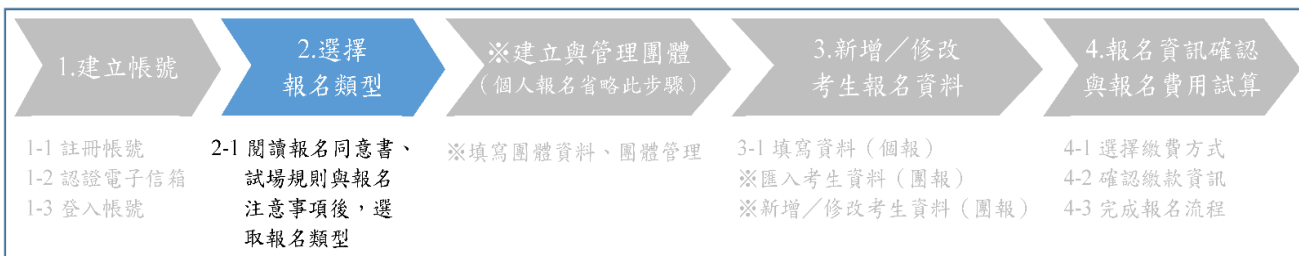 1.建立帳號
2.選擇
報名類型
※建立與管理團體
（個人報名省略此步驟）
3.新增／修改
考生報名資料
4.報名資訊確認
與報名費用試算
1-1 註冊帳號
1-2 認證電子信箱
1-3 登入帳號
2-1 閱讀報名同意書、
試場規則與報名
注意事項後，選
取報名類型
※填寫團體資料、團體管理
3-1 填寫資料（個報）
※匯入考生資料（團報）
※新增／修改考生資料（團報）
4-1 選擇繳費方式
4-2 確認繳款資訊
4-3 完成報名流程